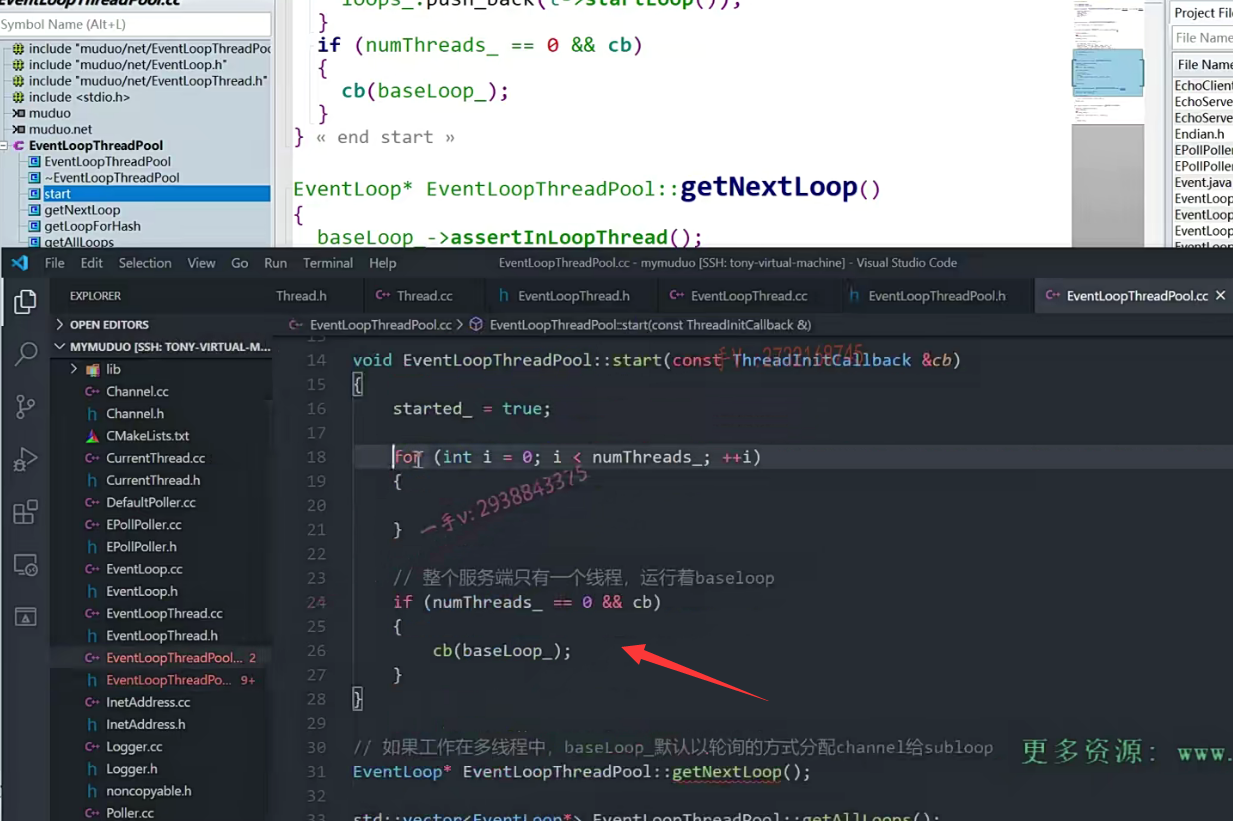 EventLoopThreadPool.cc
Symbol Name (Alt+L)
include "muduo/net/EventLoopThreadPoo
include "muduo/net/EventLoop.h"
include "muduo/net/EventLoopThread.h"
include <stdio.h>
muduo
muduo.net
EventLoopThreadPool
EventLoopThreadPool
~EventLoopThreadPool
start
getNextLoop
getLoopForHash
getAllLoops
loops_.push_back(t->startLoop());
}
if (numThreads_ == 0 && cb)
{
cb(baseLoop_);
}
} « end start »
EventLoop* EventLoopThreadPool::getNextLoop()
{
baseLoop_->assertInLoopThread();
Project File
File Name
File Name
EchoClient
EchoServe
EchoServe
Endian.h
EPollPoller
EPollPoller
Event.java
EventLoop
EventLoop
EventLoop
File Edit Selection View Go Run Terminal Help
EventLoopThreadPool.cc - mymuduo [SSH: tony-virtual-machine] - Visual Studio Code
EXPLORER
Thread.h
C++ Thread.cc
h EventLoopThread.h
C++ EventLoopThread.cc
h EventLoopThreadPool.h
C++ EventLoopThreadPool.cc ×
OPEN EDITORS
MYMUDUO [SSH: TONY-VIRTUAL-M...
lib
C++ Channel.cc
h Channel.h
CMakeLists.txt
C++ CurrentThread.cc
h CurrentThread.h
C++ DefaultPoller.cc
C++ EPollPoller.cc
h EPollPoller.h
C++ EventLoop.cc
h EventLoop.h
C++ EventLoopThread.cc
h EventLoopThread.h
C++ EventLoopThreadPool... 2
h EventLoopThreadPo... 9+
C++ InetAddress.cc
h InetAddress.h
C++ Logger.cc
h Logger.h
h noncopyable.h
C++ Poller.cc
C++ EventLoopThreadPool.cc > EventLoopThreadPool::start(const ThreadInitCallback &)
14 void EventLoopThreadPool::start(const ThreadInitCallback &cb)
15 {
16 started_ = true;
17
18 for (int i = 0; i < numThreads_; ++i)
19 {
20
21 }
一手v: 2938843375
22
23 // 整个服务端只有一个线程，运行着baseloop
24 if (numThreads_ == 0 && cb)
25 {
26 cb(baseLoop_);
27 }
28 }
29
30 // 如果工作在多线程中，baseLoop_默认以轮询的方式分配channel给subloop
31 EventLoop* EventLoopThreadPool::getNextLoop();
32
33 std::vector<EventLoop*> EventLoopThreadPool::getAllLoops();
更多资源：www.